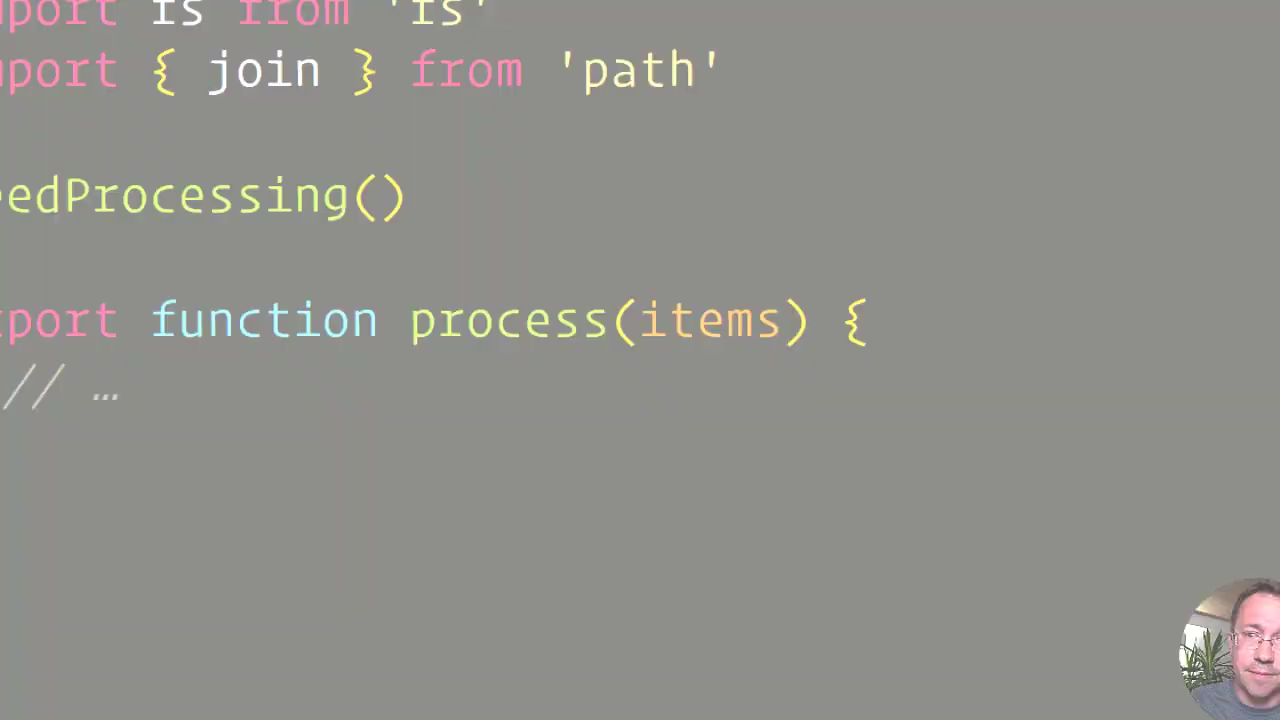 port fs from 'fs'
port { join } from 'path'
edProcessing()
port function process(items) {
// …